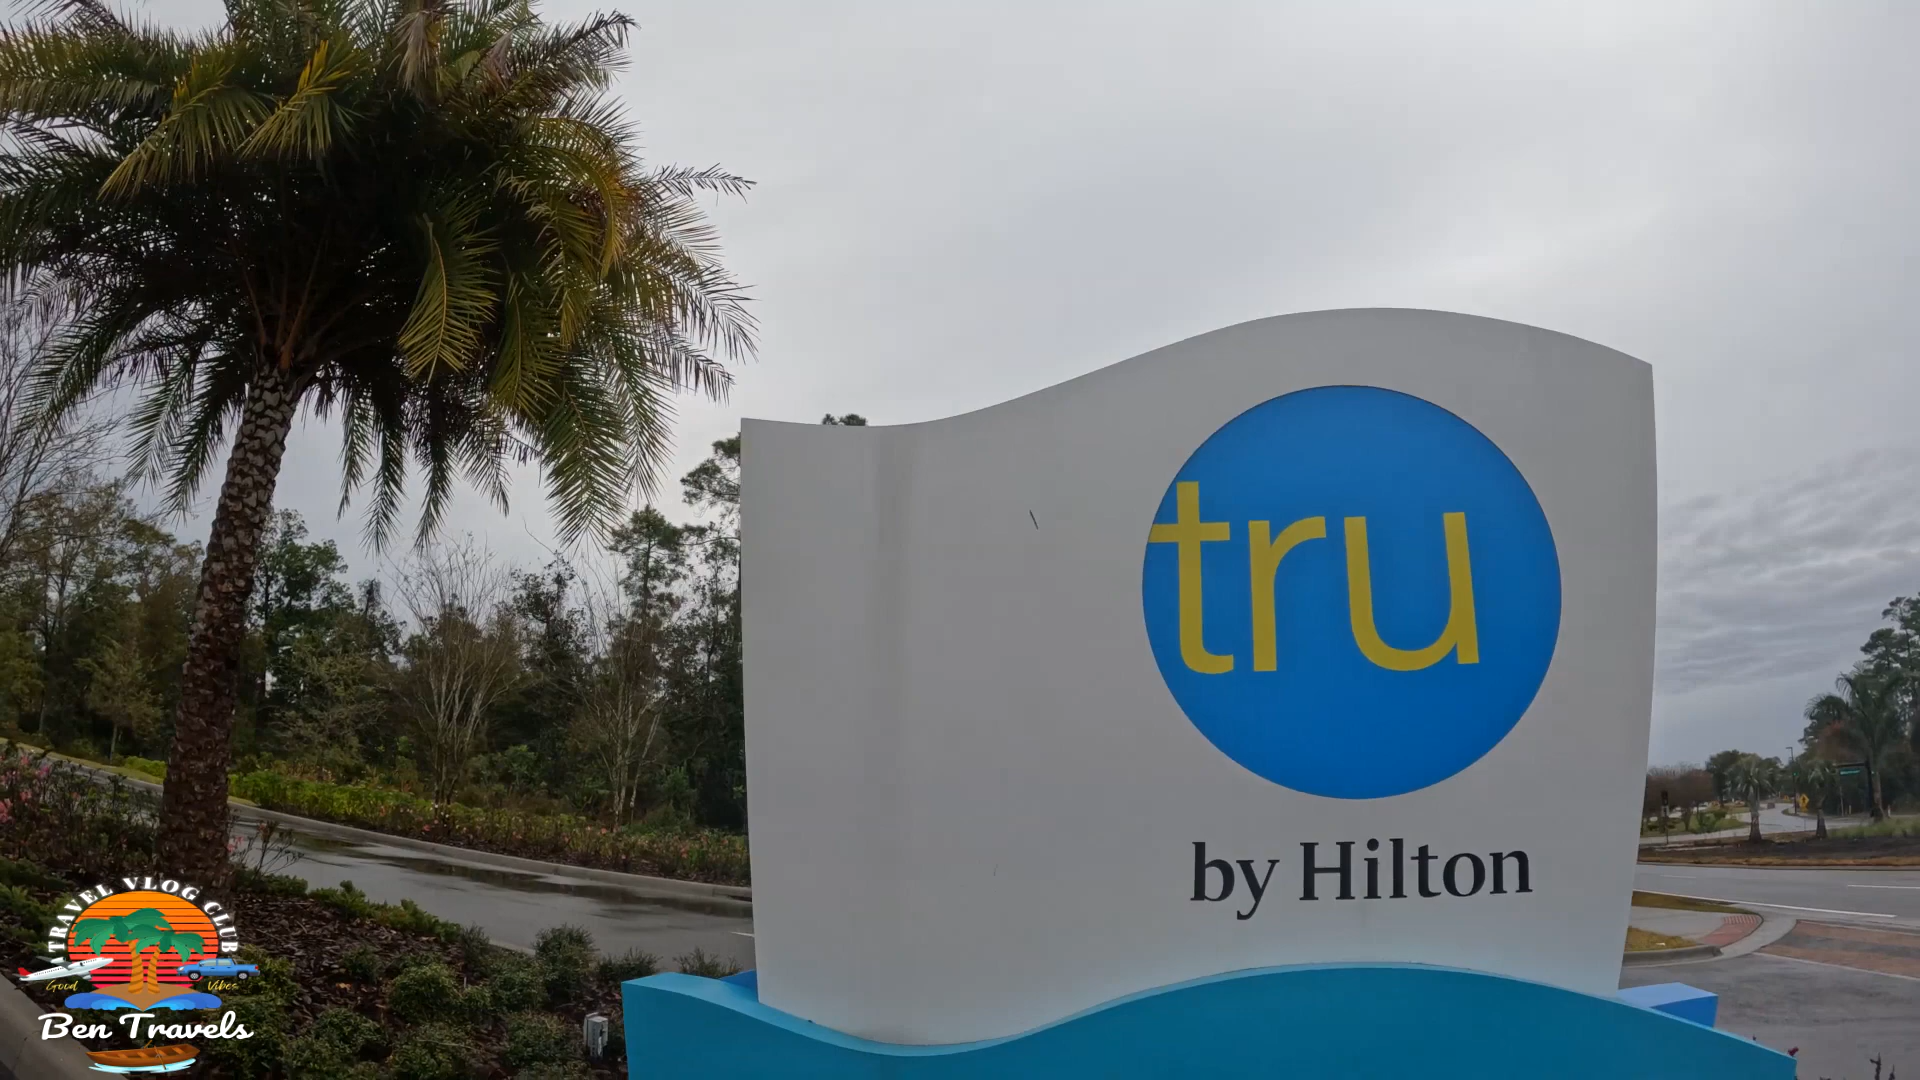 tru
by Hilton
TRAVEL VLOG CLUB
Good Vibes
Ben Travels